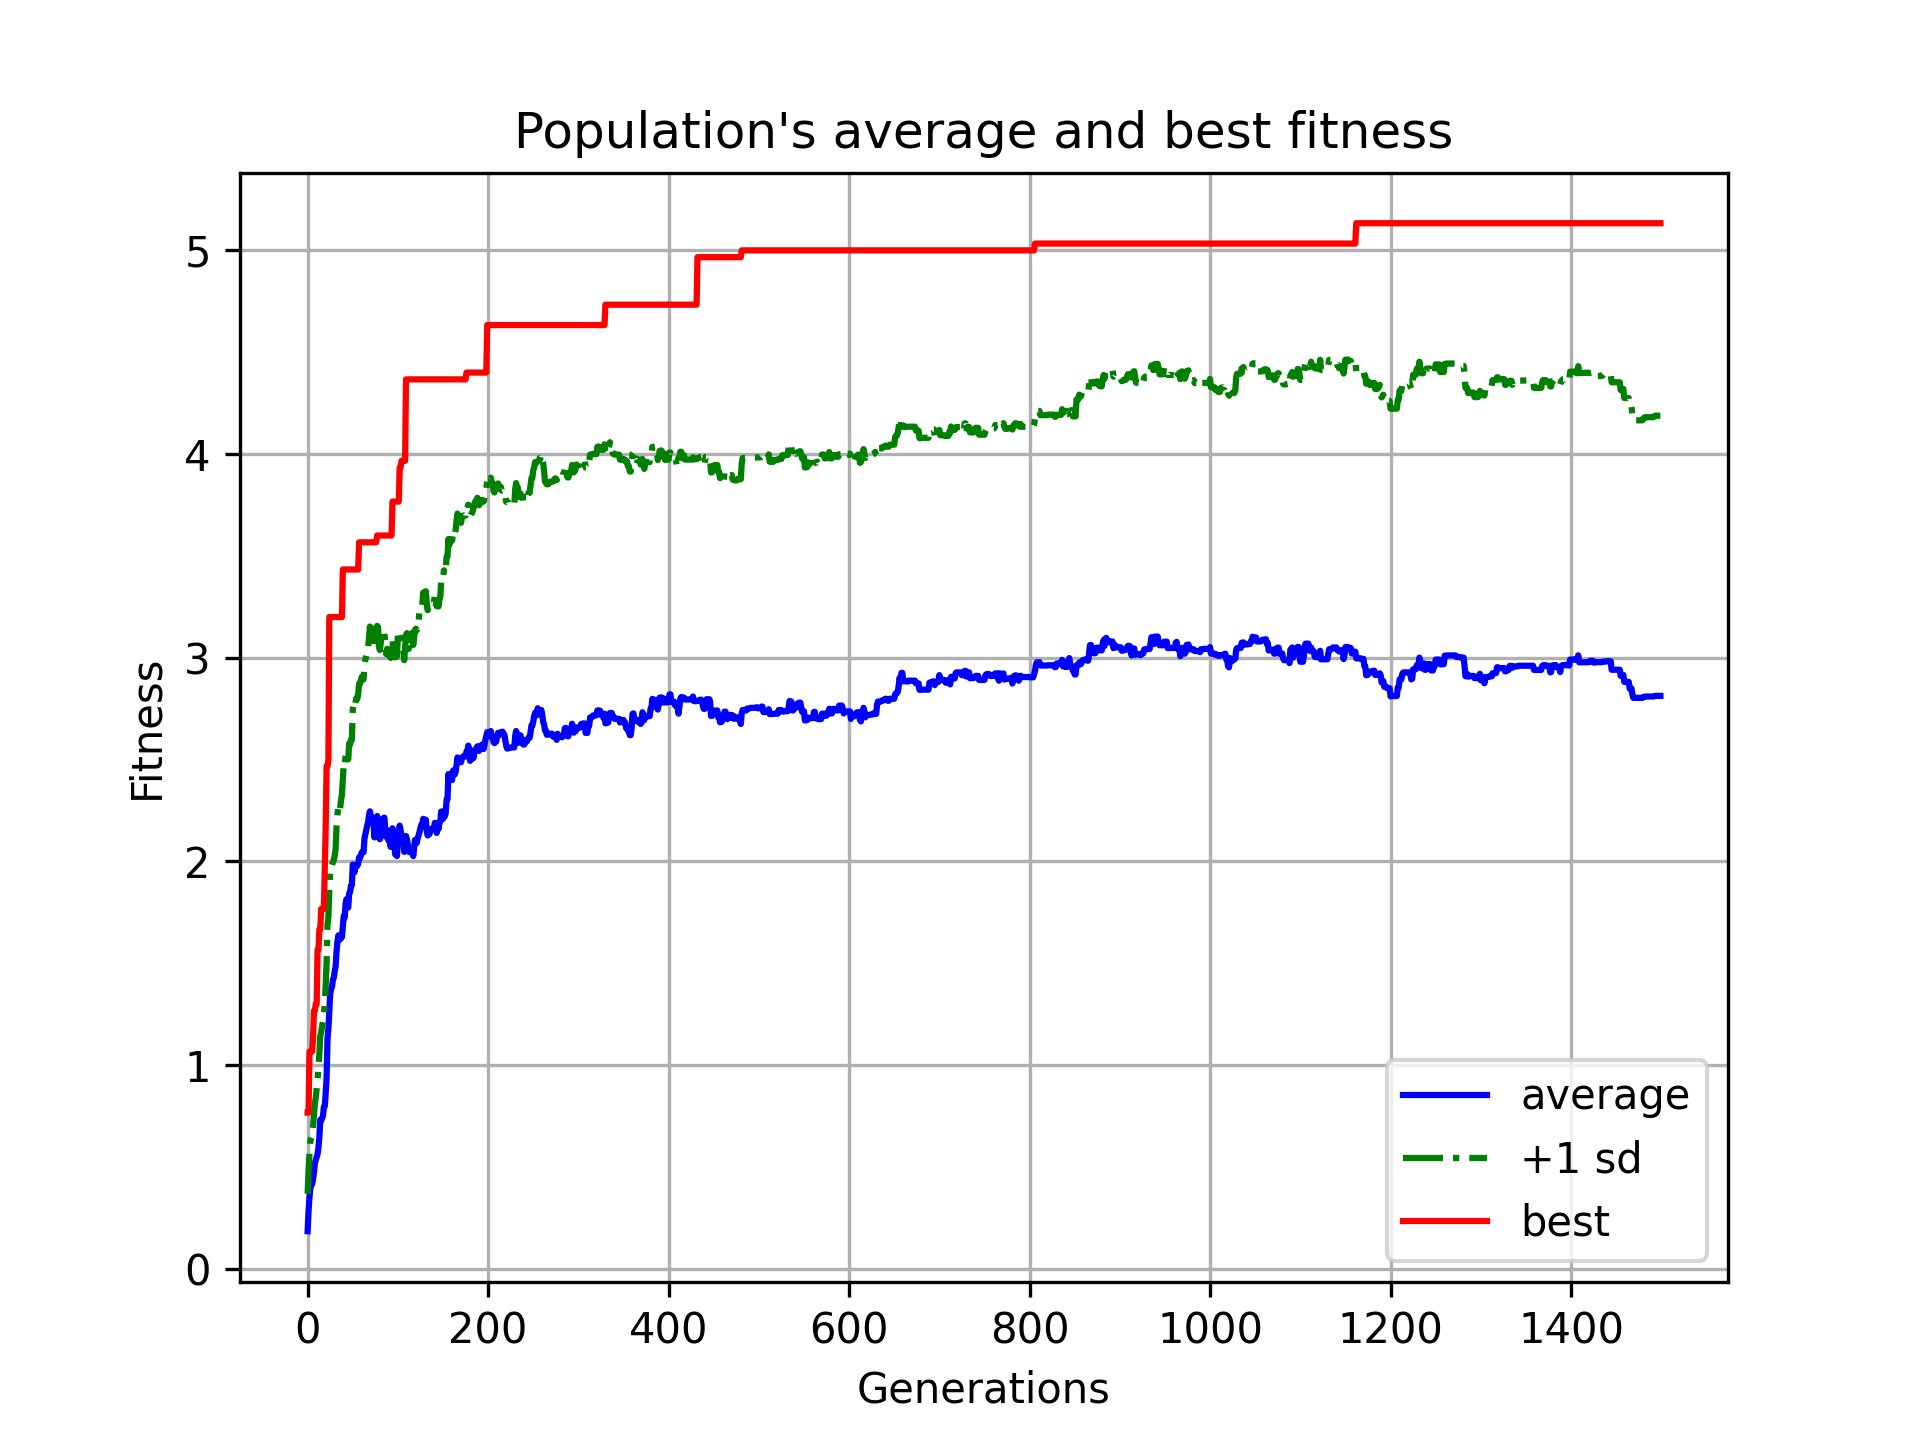 Population's average and best fitness
5
4
3
2
1
0
Fitness
0 200 400 600 800 1000 1200 1400
Generations
average
+1 sd
best